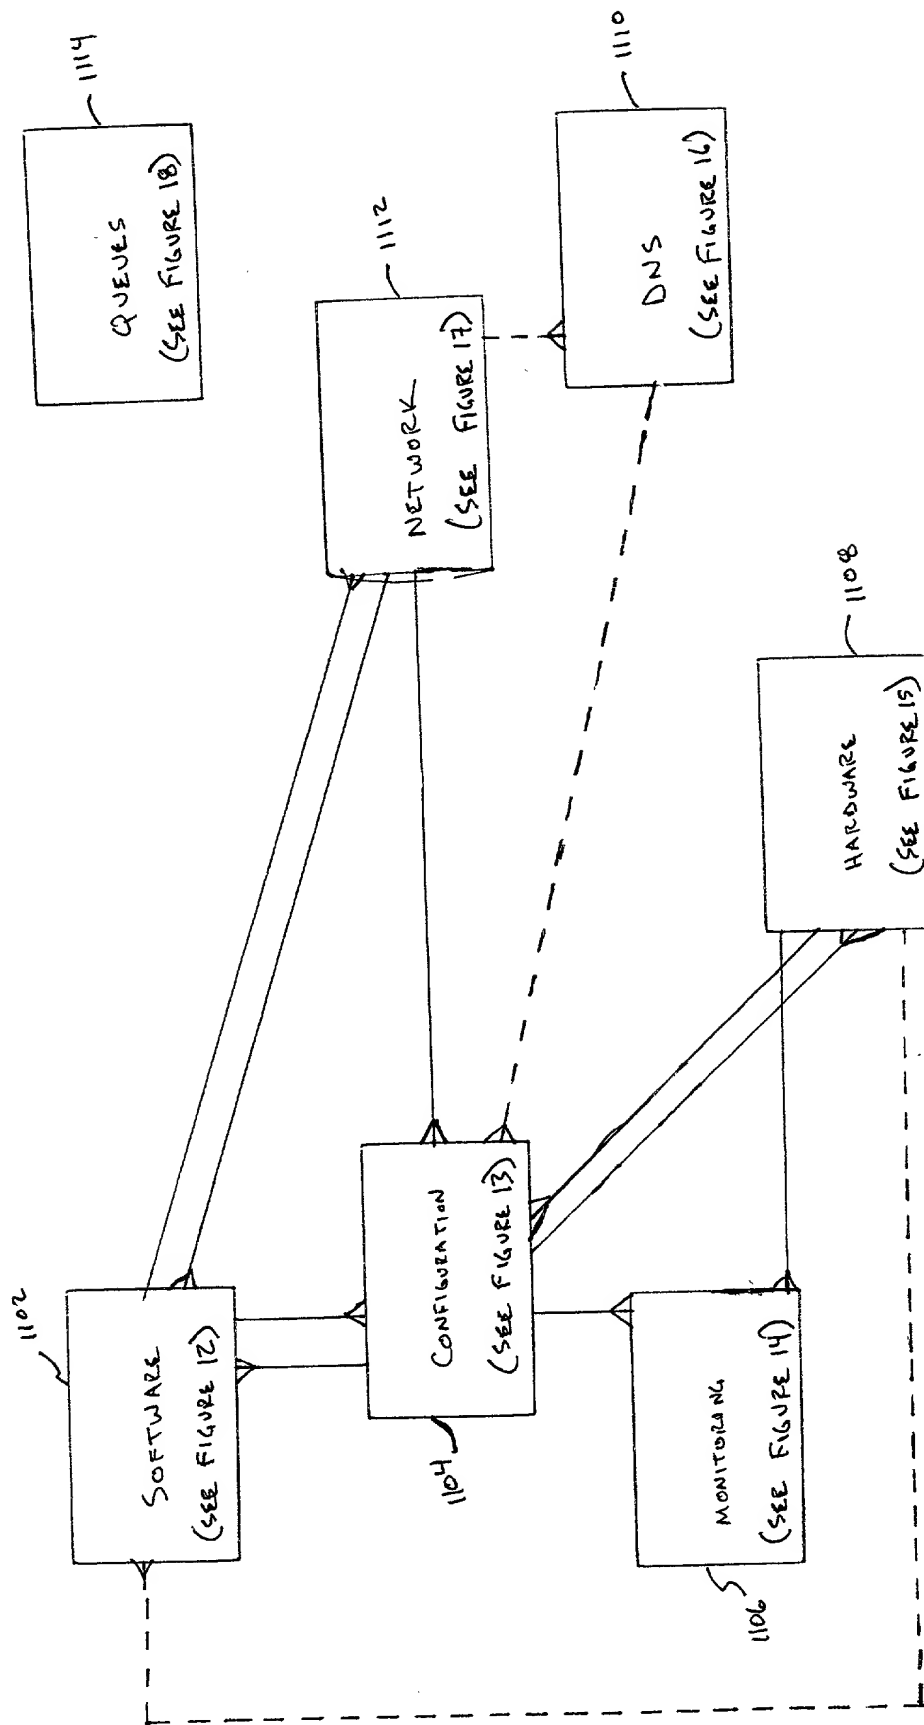 1102
SOFTWARE
(SEE FIGURE 12)
1104
CONFIGURATION
(SEE FIGURE 13)
1106
MONITORING
(SEE FIGURE 14)
1108
HARDWARE
(SEE FIGURE 15)
1110
DNS
(SEE FIGURE 16)
1112
NETWORK
(SEE FIGURE 17)
1114
QUEUES
(SEE FIGURE 18)